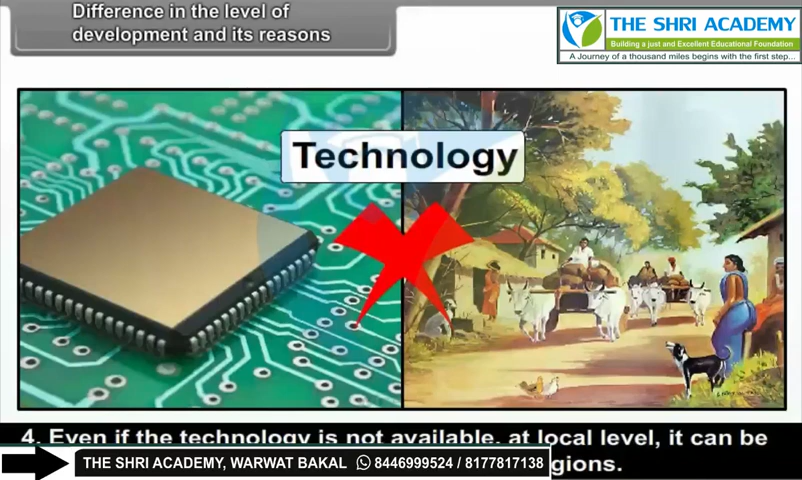 Difference in the level of
development and its reasons
THE SHRI ACADEMY
Building a just and Excellent Educational Foundation
A Journey of a thousand miles begins with the first step...
Technology
4. Even if the technology is not available, at local level, it can be
gions.
THE SHRI ACADEMY, WARWAT BAKAL 8446999524 / 8177817138